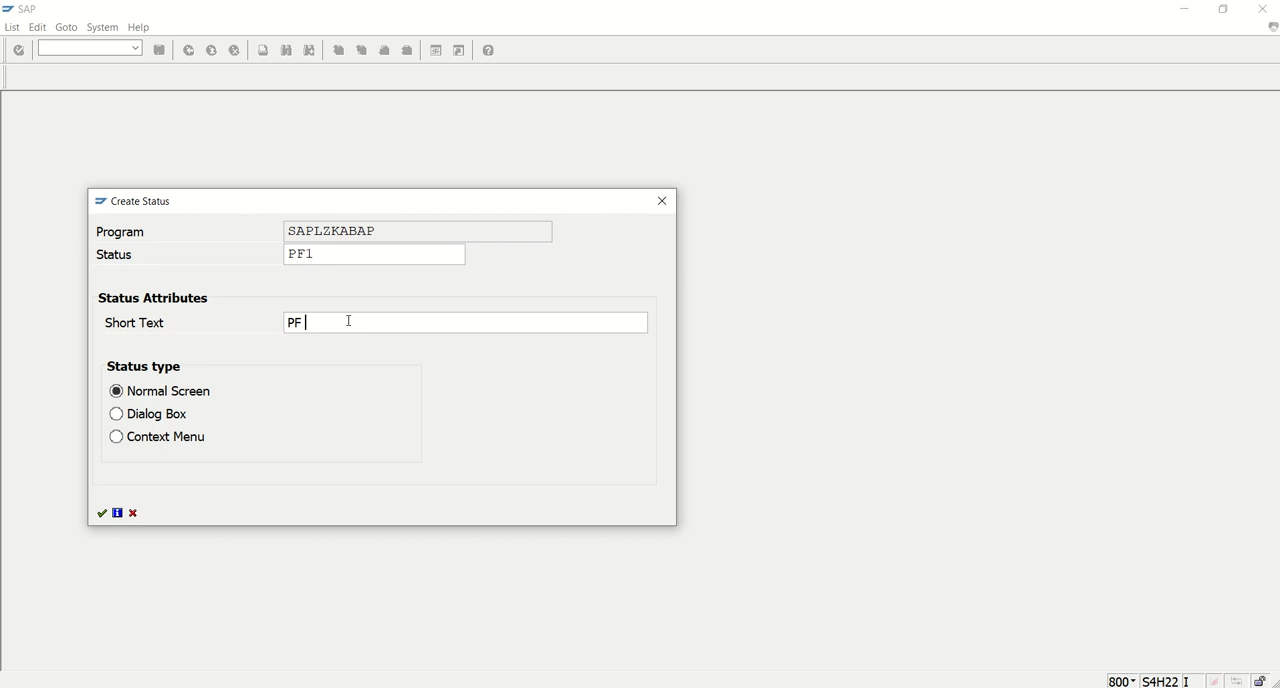 SAP
List Edit Goto System Help
Create Status
Program SAPLZKABAP
Status PF1
Status Attributes
Short Text PF
Status type
Normal Screen
Dialog Box
Context Menu
800 S4H22 I